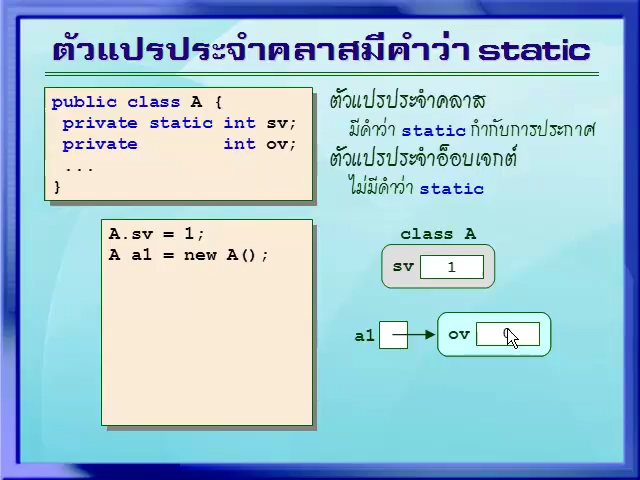 ตัวแปรประจำคลาสมีคำว่า static
public class A {
private static int sv;
private int ov;
...
}
ตัวแปรประจำคลาส
มีคำว่า static กำกับการประกาศ
ตัวแปรประจำอ็อบเจกต์
ไม่มีคำว่า static
A.sv = 1;
A a1 = new A();
class A
sv 1
a1
ov